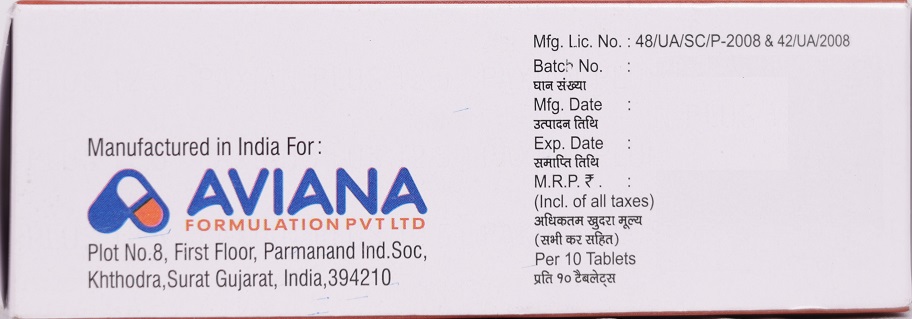 Manufactured in India For :
AVIANA
FORMULATION PVT LTD
Plot No.8, First Floor, Parmanand Ind.Soc,
Khthodra,Surat Gujarat, India,394210
Mfg. Lic. No. : 48/UA/SC/P-2008 & 42/UA/2008
Batch No. :
घान संख्या
Mfg. Date :
उत्पादन तिथि
Exp. Date :
समाप्ति तिथि
M.R.P. ₹ . :
(Incl. of all taxes)
अधिकतम खुदरा मूल्य
(सभी कर सहित)
Per 10 Tablets
प्रति १० टैबलेट्स